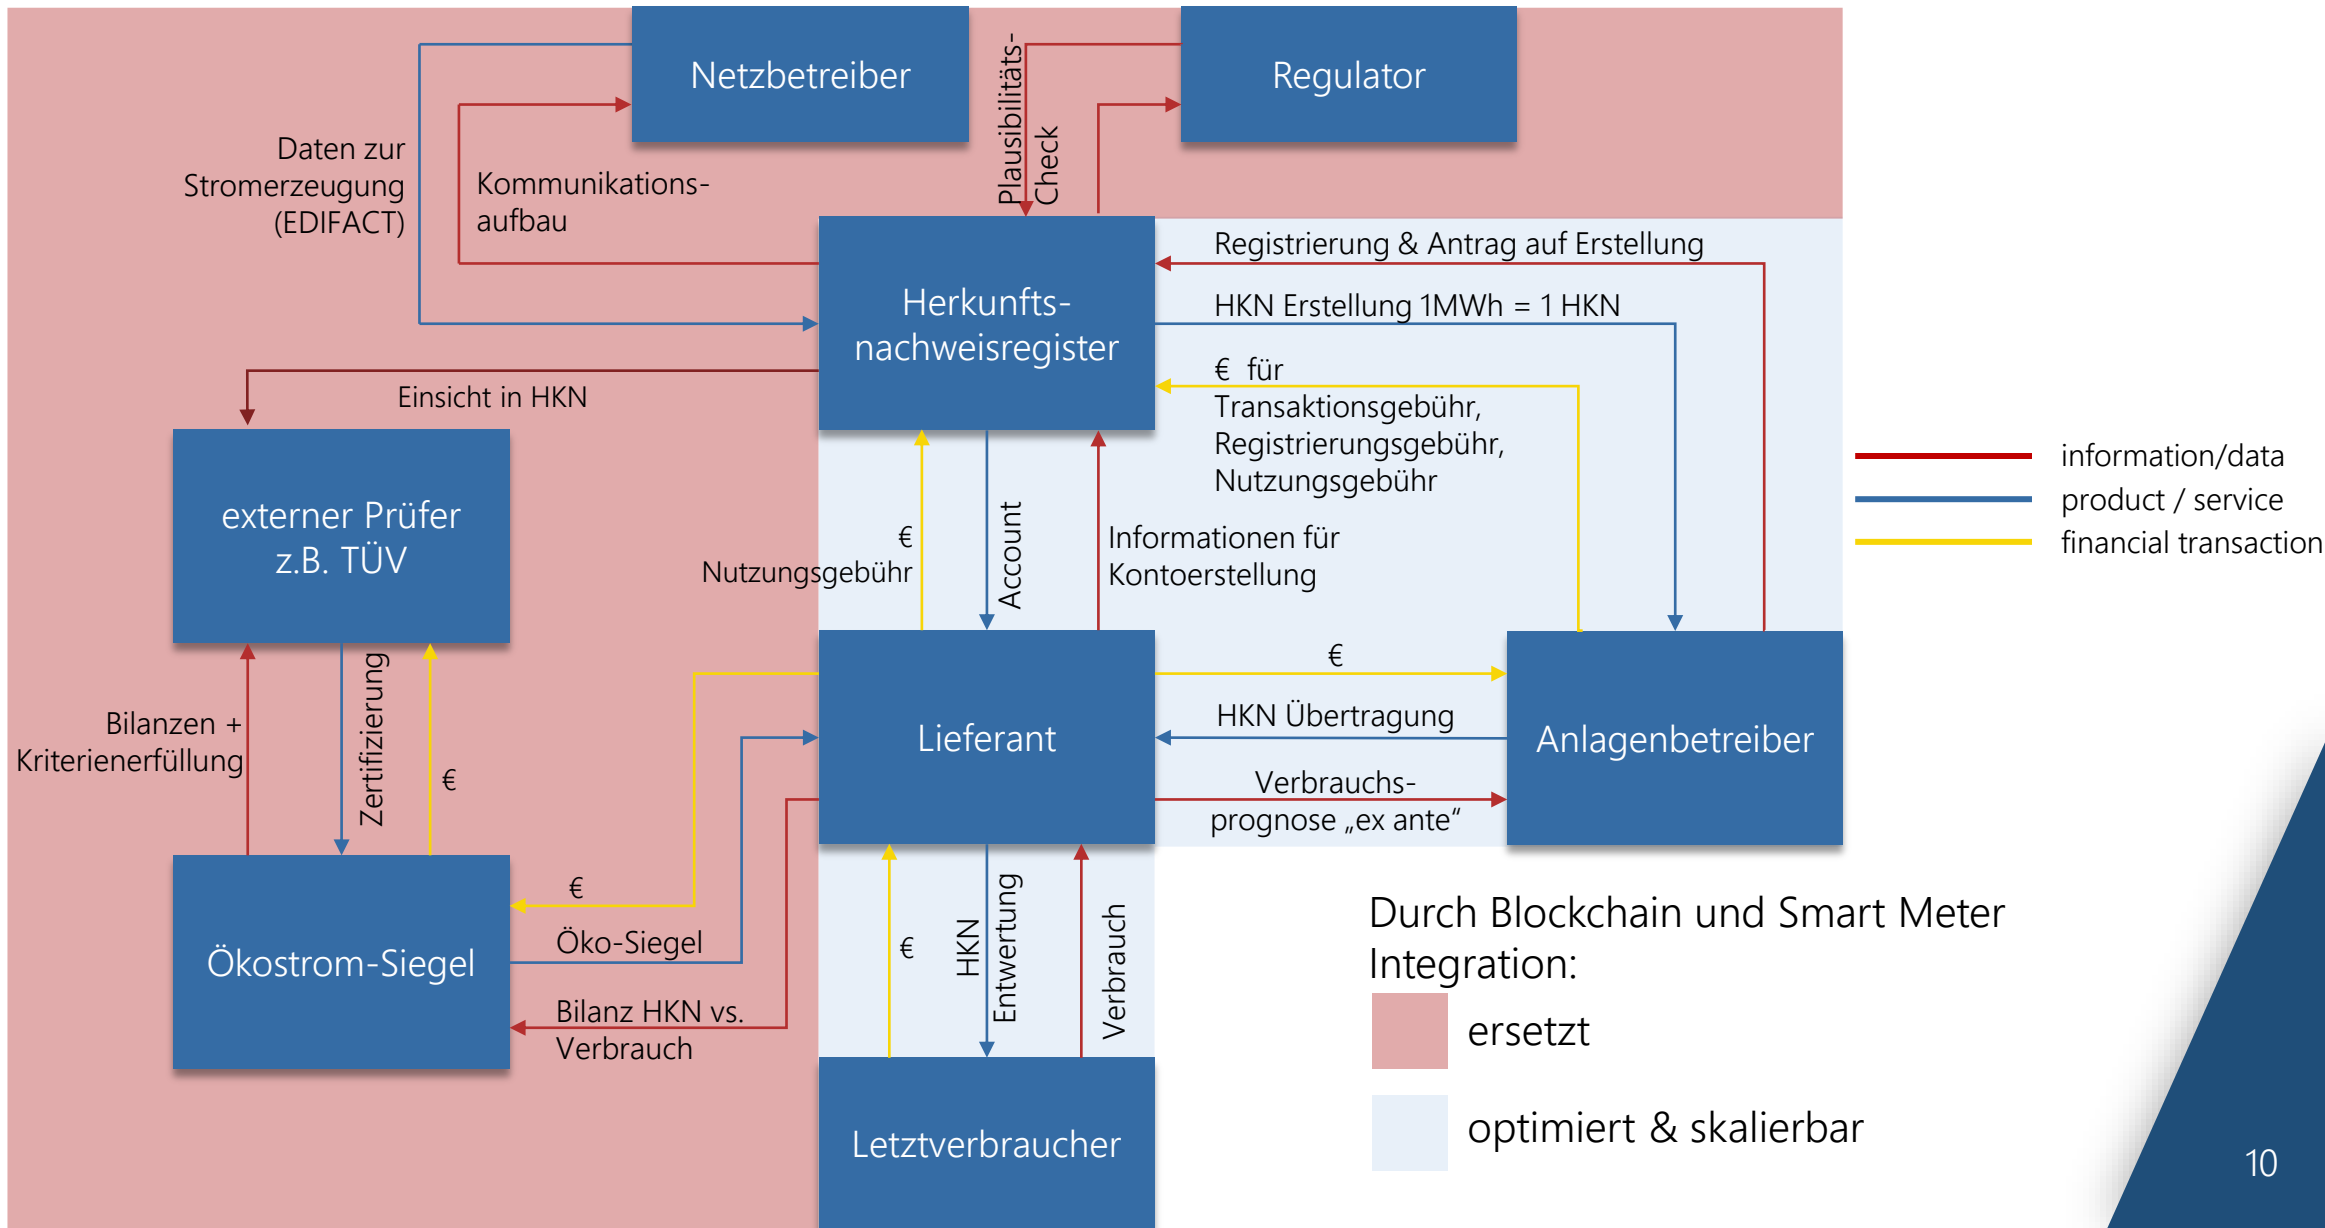 Netzbetreiber
Regulator
Plausibilitäts-
Check
Daten zur
Stromerzeugung
(EDIFACT)
Kommunikations-
aufbau
Herkunfts-
nachweisregister
Registrierung & Antrag auf Erstellung
HKN Erstellung 1MWh = 1 HKN
€ für
Transaktionsgebühr,
Registrierungsgebühr,
Nutzungsgebühr
Einsicht in HKN
externer Prüfer
z.B. TÜV
€
Nutzungsgebühr
Account
Informationen für
Kontoerstellung
information/data
product / service
financial transaction
Bilanzen +
Kriterienerfüllung
Zertifizierung
€
Lieferant
€
HKN Übertragung
Verbrauchs-
prognose „ex ante“
Anlagenbetreiber
Ökostrom-Siegel
€
Öko-Siegel
Bilanz HKN vs.
Verbrauch
€
HKN
Entwertung
Verbrauch
Letztverbraucher
Durch Blockchain und Smart Meter
Integration:
ersetzt
optimiert & skalierbar
10